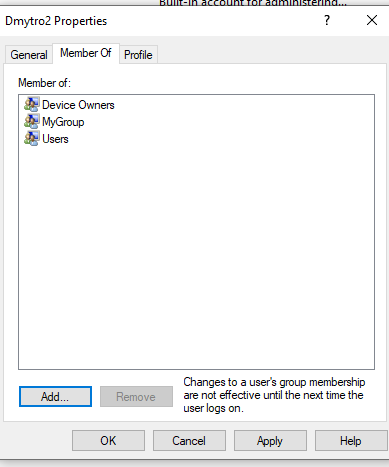 Built-in account for administering...
Dmytro2 Properties
?
General
Member Of
Profile
Member of:
Device Owners
MyGroup
Users
Add...
Remove
Changes to a user's group membership
are not effective until the next time the
user logs on.
OK
Cancel
Apply
Help